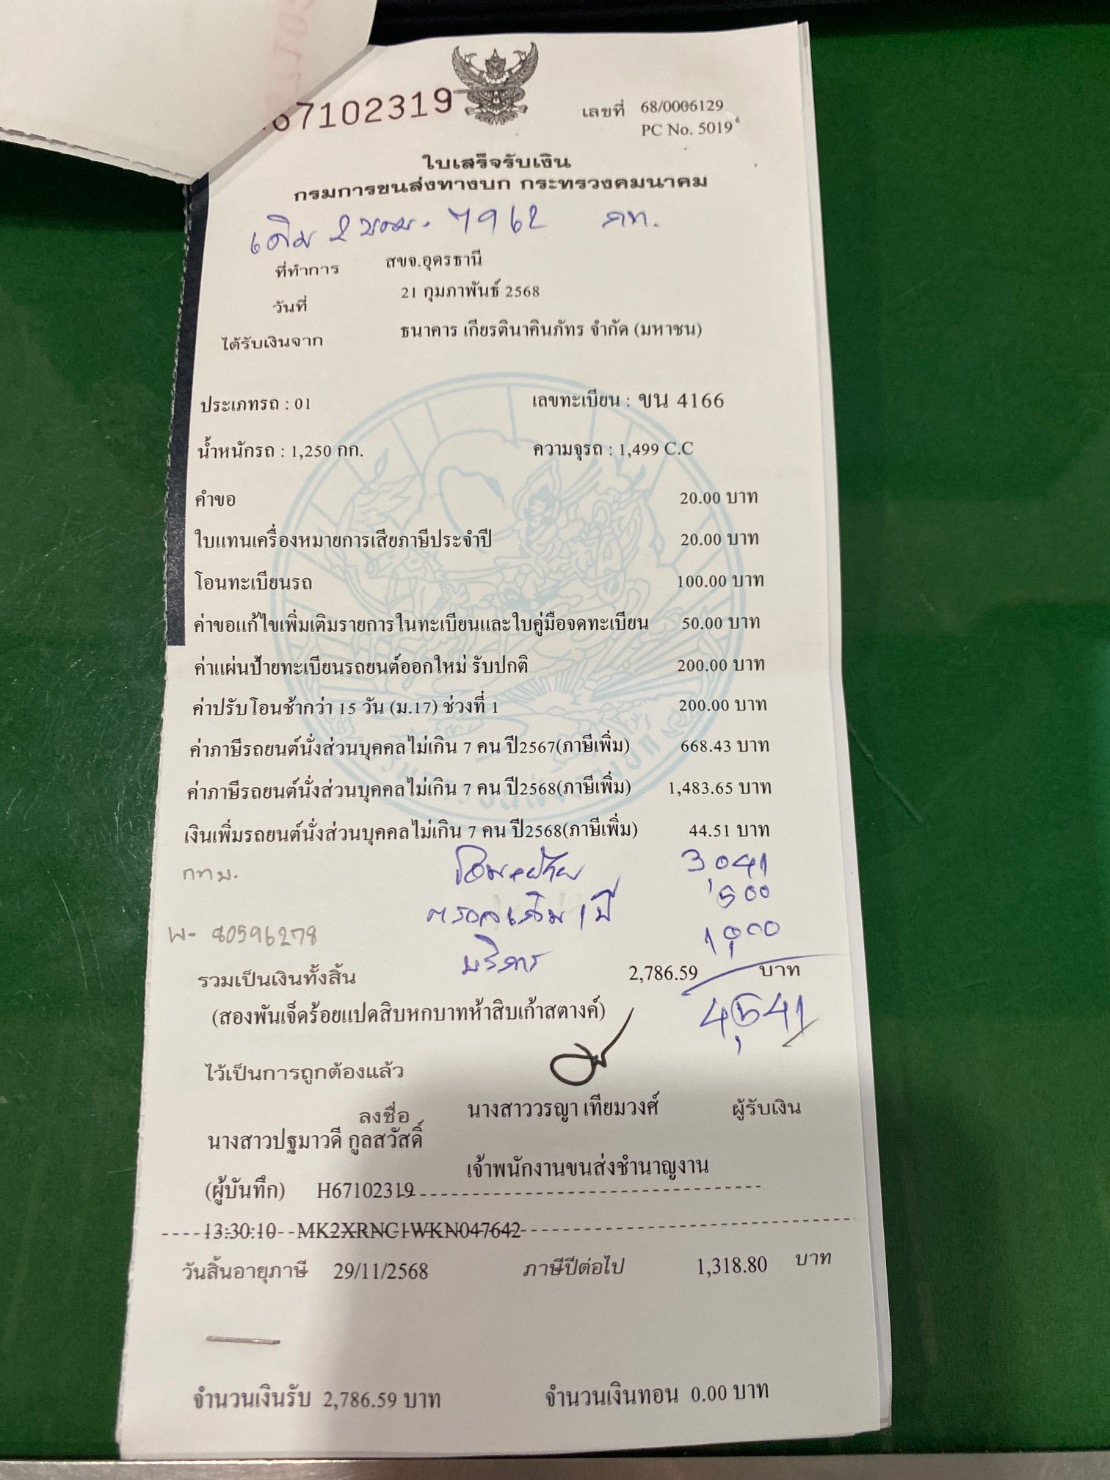 67102319
เลขที่ 68/0006129
PC No. 5019
ใบเสร็จรับเงิน
กรมการขนส่งทางบก กระทรวงคมนาคม
เดิม 2ขฌฌ. 7962 กท.
ที่ทำการ สขจ.อุดรธานี
วันที่ 21 กุมภาพันธ์ 2568
ได้รับเงินจาก ธนาคาร เกียรตินาคินภัทร จำกัด (มหาชน)
ประเภทรถ : 01 เลขทะเบียน : ขน 4166
น้ำหนักรถ : 1,250 กก. ความจุรถ : 1,499 C.C
คำขอ 20.00 บาท
ใบแทนเครื่องหมายการเสียภาษีประจำปี 20.00 บาท
โอนทะเบียนรถ 100.00 บาท
ค่าขอแก้ไขเพิ่มเติมรายการในทะเบียนและใบคู่มือจดทะเบียน 50.00 บาท
ค่าแผ่นป้ายทะเบียนรถยนต์ออกใหม่ รับปกติ 200.00 บาท
ค่าปรับโอนช้ากว่า 15 วัน (ม.17) ช่วงที่ 1 200.00 บาท
ค่าภาษีรถยนต์นั่งส่วนบุคคลไม่เกิน 7 คน ปี2567(ภาษีเพิ่ม) 668.43 บาท
ค่าภาษีรถยนต์นั่งส่วนบุคคลไม่เกิน 7 คน ปี2568(ภาษีเพิ่ม) 1,483.65 บาท
เงินเพิ่มรถยนต์นั่งส่วนบุคคลไม่เกิน 7 คน ปี2568(ภาษีเพิ่ม) 44.51 บาท
กทม. โอน+ย้าย 3,041
ตรอ เดิม 1 ปี 500
พ- 80596278
บริการ 1,000
รวมเป็นเงินทั้งสิ้น 2,786.59 บาท
(สองพันเจ็ดร้อยแปดสิบหกบาทห้าสิบเก้าสตางค์) 4,541
ไว้เป็นการถูกต้องแล้ว
ลงชื่อ นางสาววรญา เทียมวงศ์ ผู้รับเงิน
นางสาวปฐมาวดี กูลสวัสดิ์
เจ้าพนักงานขนส่งชำนาญงาน
(ผู้บันทึก) H67102319
13:30:10 MK2XRNC1WKN047642
วันสิ้นอายุภาษี 29/11/2568 ภาษีปีต่อไป 1,318.80 บาท
จำนวนเงินรับ 2,786.59 บาท จำนวนเงินทอน 0.00 บาท